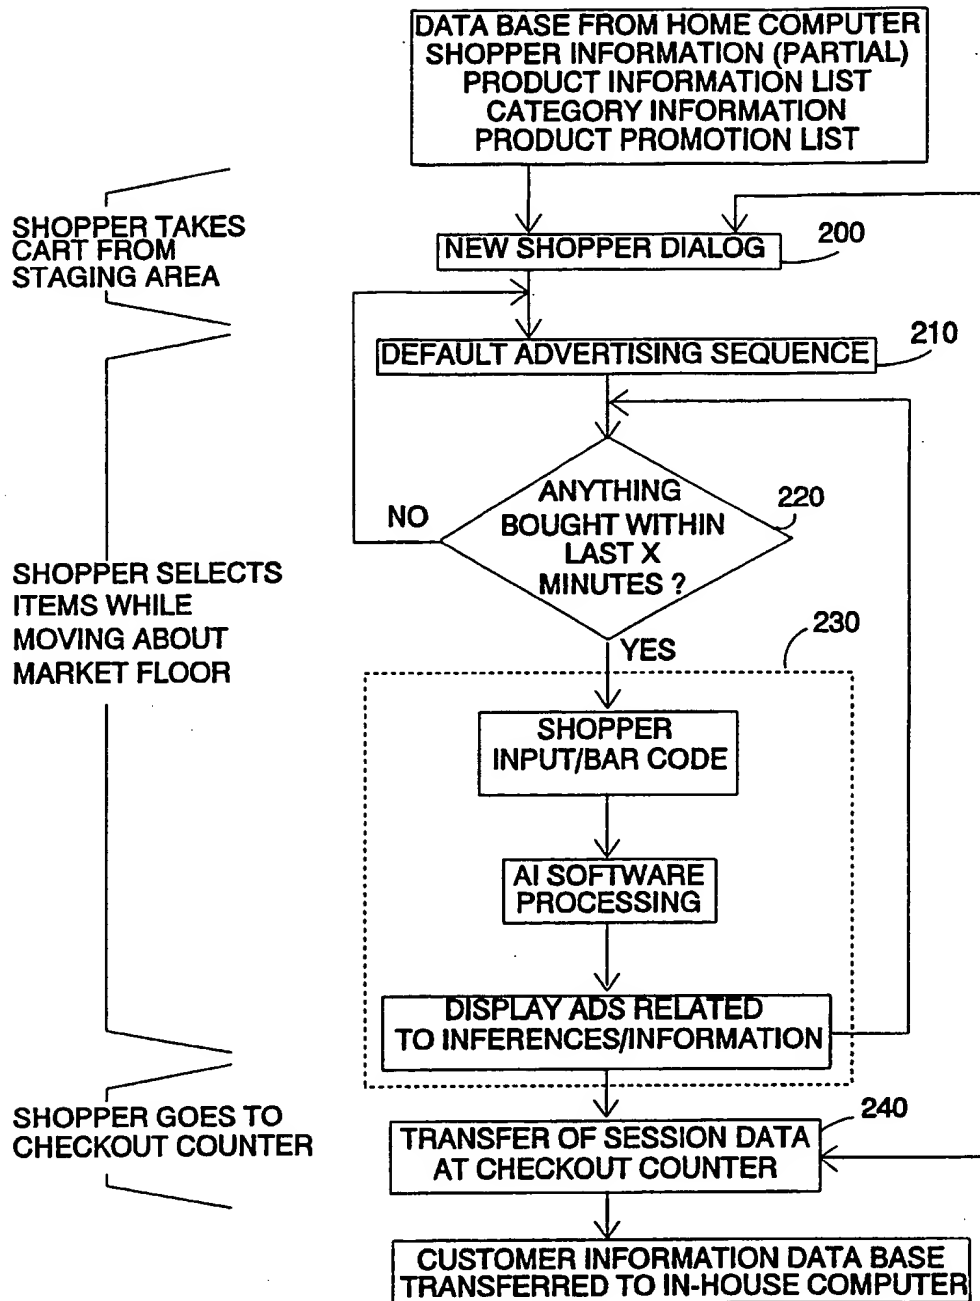 DATA BASE FROM HOME COMPUTER
SHOPPER INFORMATION (PARTIAL)
PRODUCT INFORMATION LIST
CATEGORY INFORMATION
PRODUCT PROMOTION LIST
SHOPPER TAKES
CART FROM
STAGING AREA
NEW SHOPPER DIALOG
200
DEFAULT ADVERTISING SEQUENCE
210
ANYTHING
BOUGHT WITHIN
LAST X
MINUTES ?
220
NO
YES
SHOPPER SELECTS
ITEMS WHILE
MOVING ABOUT
MARKET FLOOR
230
SHOPPER
INPUT/BAR CODE
AI SOFTWARE
PROCESSING
DISPLAY ADS RELATED
TO INFERENCES/INFORMATION
SHOPPER GOES TO
CHECKOUT COUNTER
240
TRANSFER OF SESSION DATA
AT CHECKOUT COUNTER
CUSTOMER INFORMATION DATA BASE
TRANSFERRED TO IN-HOUSE COMPUTER